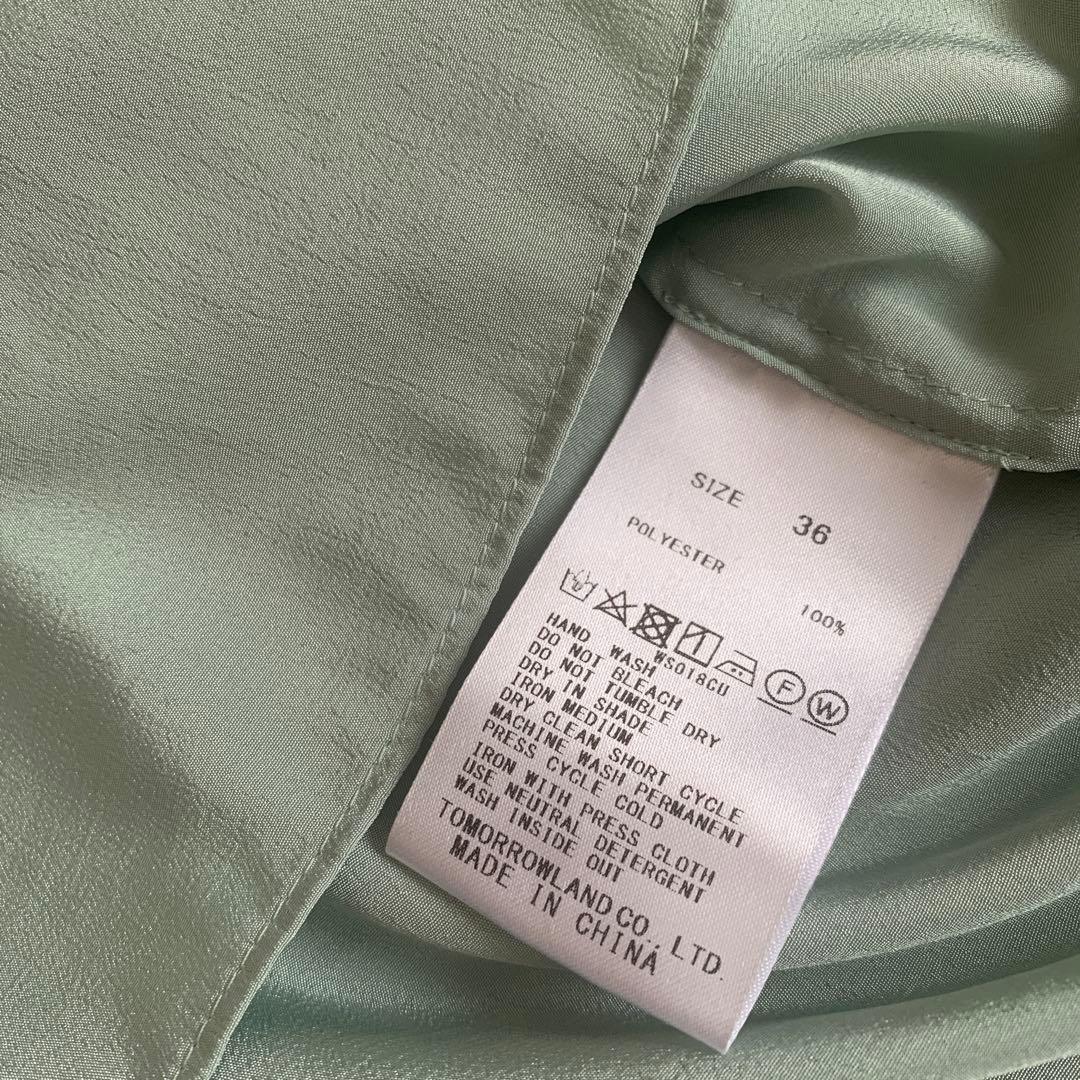 SIZE 36
POLYESTER 100%
F W
WS018CU
HAND WASH
DO NOT BLEACH
DO NOT TUMBLE DRY
DRY IN SHADE
IRON MEDIUM
DRY CLEAN SHORT CYCLE
MACHINE WASH PERMANENT
PRESS CYCLE COLD
IRON WITH PRESS CLOTH
USE NEUTRAL DETERGENT
WASH INSIDE OUT
TOMORROWLAND CO., LTD
MADE IN CHINA